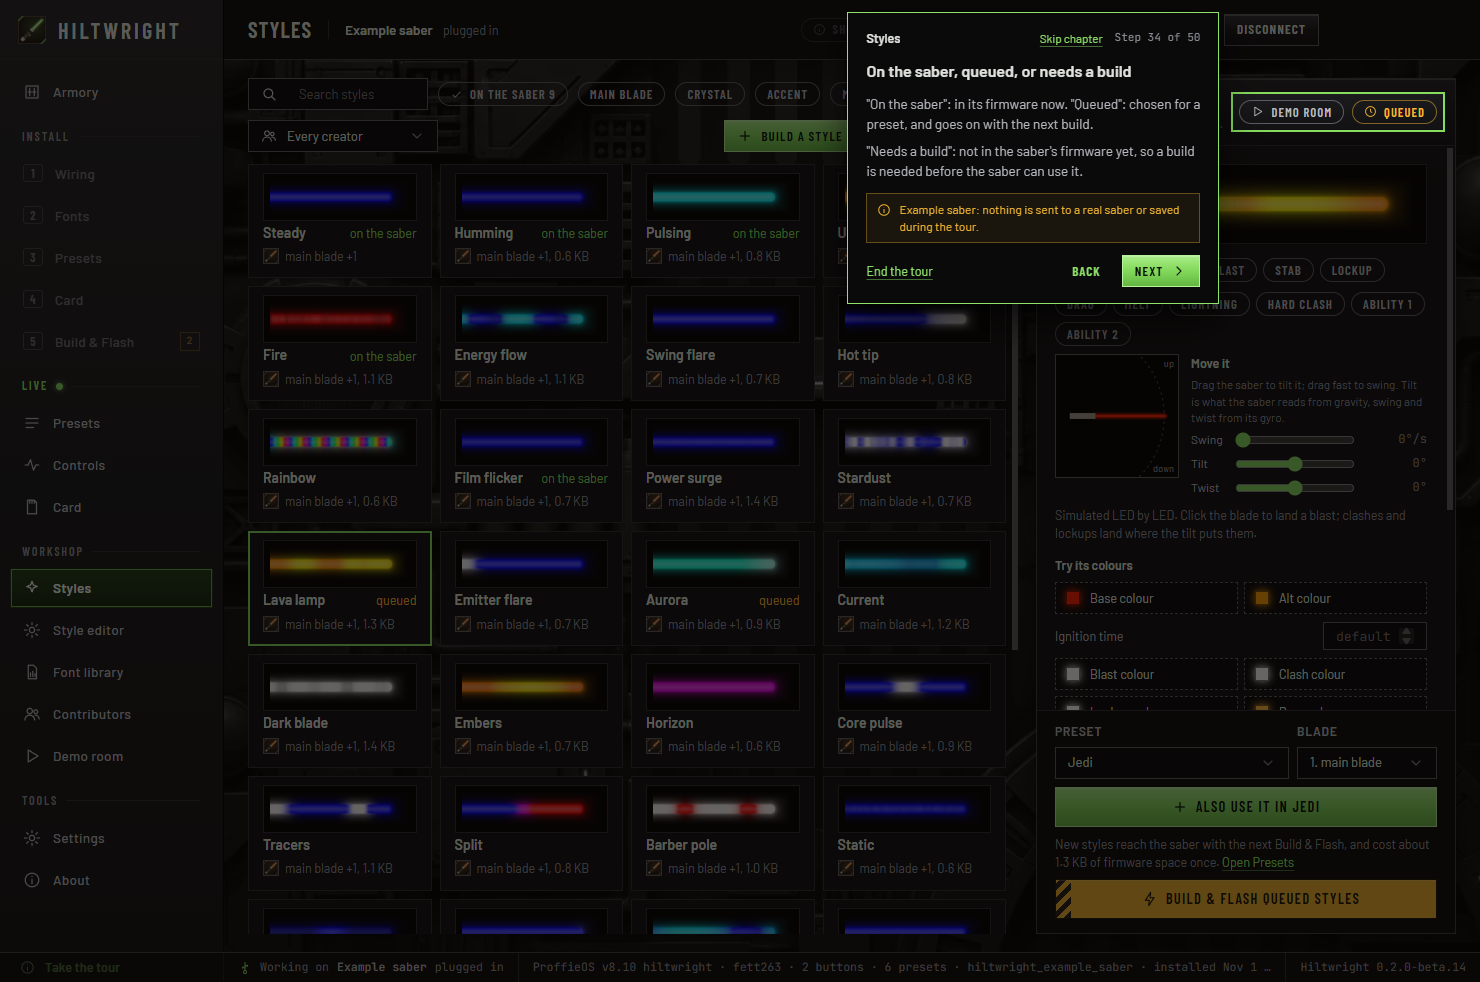 HILTWRIGHT
STYLES
Example saber plugged in
DISCONNECT
Armory
INSTALL
1 Wiring
2 Fonts
3 Presets
4 Card
5 Build & Flash 2
LIVE
Presets
Controls
Card
WORKSHOP
Styles
Style editor
Font library
Contributors
Demo room
TOOLS
Settings
About
Take the tour
Search styles
ON THE SABER 9
MAIN BLADE
CRYSTAL
ACCENT
Every creator
BUILD A STYLE
Steady on the saber
main blade +1
Humming on the saber
main blade +1, 0.6 KB
Pulsing on the saber
main blade +1, 0.8 KB
Fire on the saber
main blade +1, 1.1 KB
Energy flow
main blade +1, 1.1 KB
Swing flare
main blade +1, 0.7 KB
Hot tip
main blade +1, 0.8 KB
Rainbow
main blade +1, 0.6 KB
Film flicker on the saber
main blade +1, 0.7 KB
Power surge
main blade +1, 1.4 KB
Stardust
main blade +1, 0.7 KB
Lava lamp queued
main blade +1, 1.3 KB
Emitter flare
main blade +1, 0.7 KB
Aurora queued
main blade +1, 0.9 KB
Current
main blade +1, 1.2 KB
Dark blade
main blade +1, 1.4 KB
Embers
main blade +1, 0.7 KB
Horizon
main blade +1, 0.6 KB
Core pulse
main blade +1, 0.9 KB
Tracers
main blade +1, 1.1 KB
Split
main blade +1, 0.8 KB
Barber pole
main blade +1, 1.0 KB
Static
main blade +1, 0.6 KB
Styles Skip chapter Step 34 of 50
On the saber, queued, or needs a build
"On the saber": in its firmware now. "Queued": chosen for a
preset, and goes on with the next build.
"Needs a build": not in the saber's firmware yet, so a build
is needed before the saber can use it.
Example saber: nothing is sent to a real saber or saved
during the tour.
End the tour BACK NEXT
DEMO ROOM QUEUED
STAB LOCKUP
LIGHTNING HARD CLASH ABILITY 1
ABILITY 2
up
down
Move it
Drag the saber to tilt it; drag fast to swing. Tilt
is what the saber reads from gravity, swing and
twist from its gyro.
Swing 0°/s
Tilt 0°
Twist 0°
Simulated LED by LED. Click the blade to land a blast; clashes and
lockups land where the tilt puts them.
Try its colours
Base colour Alt colour
Ignition time default
Blast colour Clash colour
PRESET BLADE
Jedi 1. main blade
ALSO USE IT IN JEDI
New styles reach the saber with the next Build & Flash, and cost about
1.3 KB of firmware space once. Open Presets
BUILD & FLASH QUEUED STYLES
Working on Example saber plugged in
ProffieOS v8.10 hiltwright · fett263 · 2 buttons · 6 presets · hiltwright_example_saber · installed Nov 1 …
Hiltwright 0.2.0-beta.14